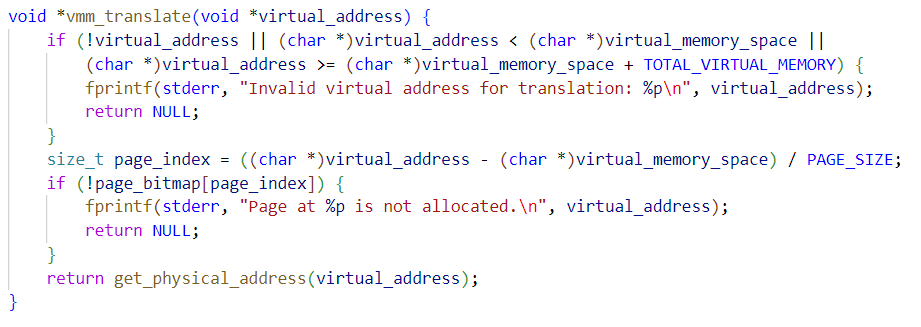 void *vmm_translate(void *virtual_address) {
    if (!virtual_address || (char *)virtual_address < (char *)virtual_memory_space ||
        (char *)virtual_address >= (char *)virtual_memory_space + TOTAL_VIRTUAL_MEMORY) {
        fprintf(stderr, "Invalid virtual address for translation: %p\n", virtual_address);
        return NULL;
    }
    size_t page_index = ((char *)virtual_address - (char *)virtual_memory_space) / PAGE_SIZE;
    if (!page_bitmap[page_index]) {
        fprintf(stderr, "Page at %p is not allocated.\n", virtual_address);
        return NULL;
    }
    return get_physical_address(virtual_address);
}